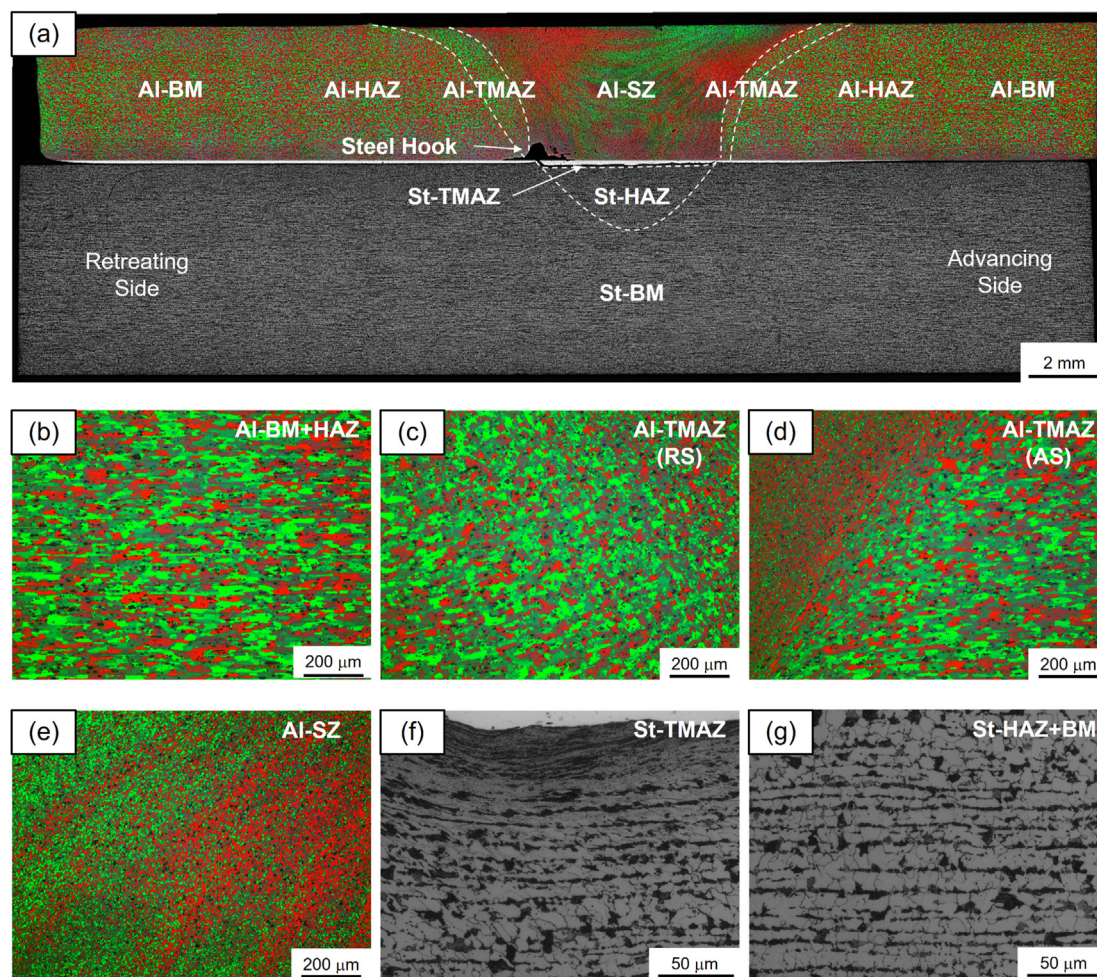 (a)
Al-BM
Al-HAZ
Al-TMAZ
Al-SZ
Al-TMAZ
Al-HAZ
Al-BM
Steel Hook
St-TMAZ
St-HAZ
Retreating
Side
St-BM
Advancing
Side
2 mm
(b)
Al-BM+HAZ
200 μm
(c)
Al-TMAZ
(RS)
200 μm
(d)
Al-TMAZ
(AS)
200 μm
(e)
Al-SZ
200 μm
(f)
St-TMAZ
50 μm
(g)
St-HAZ+BM
50 μm